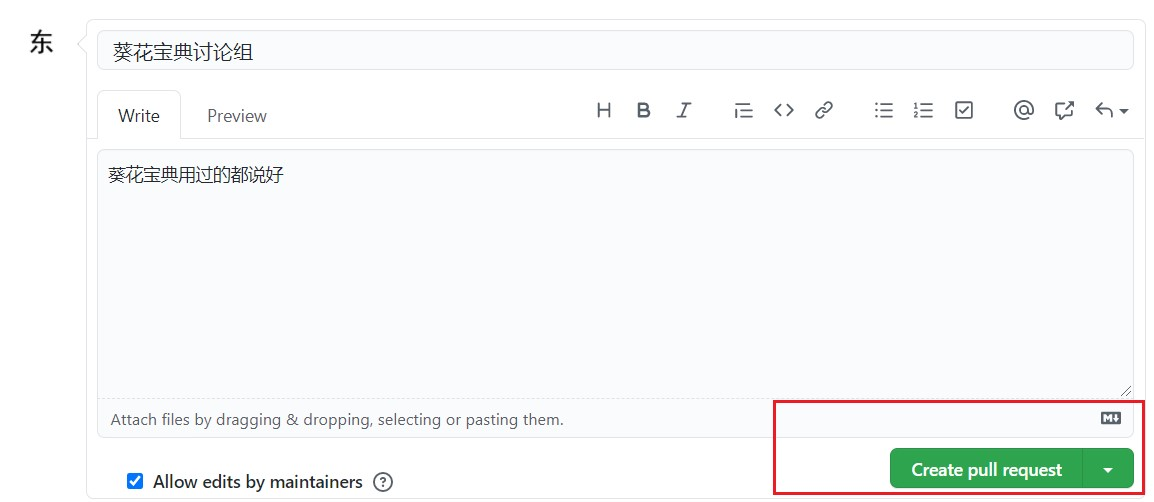 东
葵花宝典讨论组
Write Preview H B I @
葵花宝典用过的都说好
Attach files by dragging & dropping, selecting or pasting them.
M↓
Allow edits by maintainers ?
Create pull request